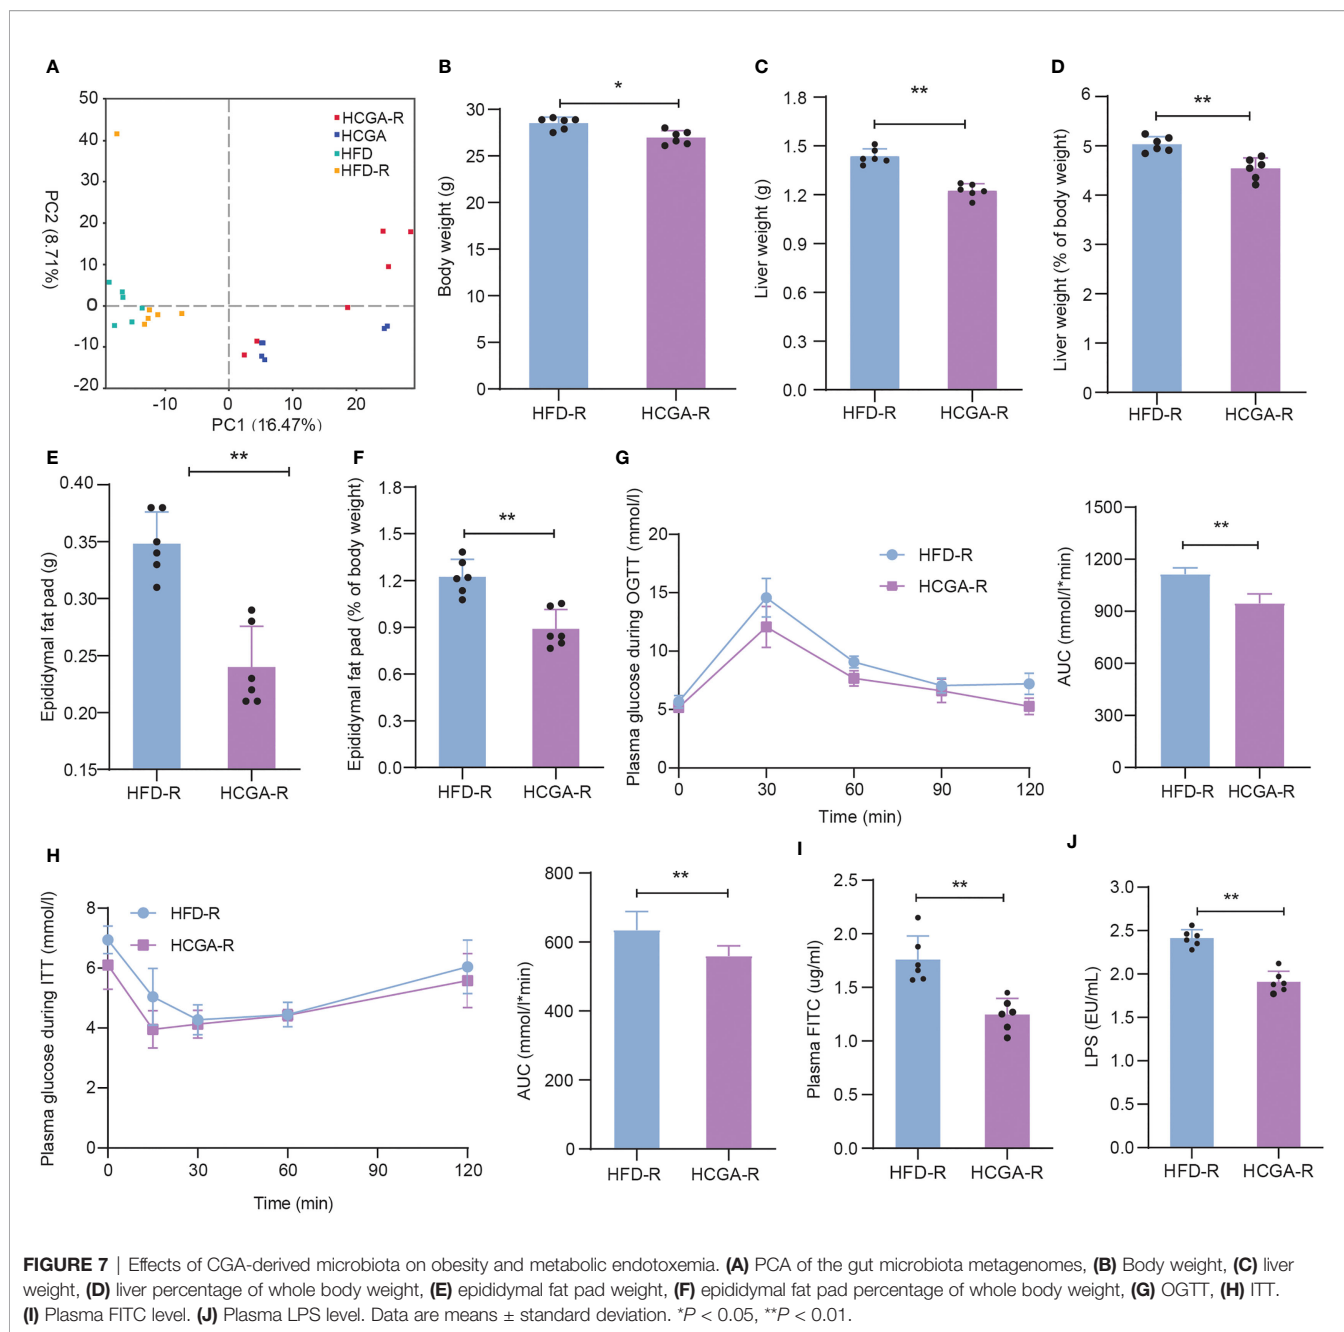 A
50
40
30
20
10
0
-10
-20
PC2 (8.71%)
HCGA-R
HCGA
HFD
HFD-R
-10
0
10
20
PC1 (16.47%)
B
*
30
25
20
15
10
5
0
Body weight (g)
HFD-R
HCGA-R
C
**
1.8
1.5
1.2
0.9
0.6
0.3
0.0
Liver weight (g)
HFD-R
HCGA-R
D
**
6
5
4
3
2
1
0
Liver weight (% of body weight)
HFD-R
HCGA-R
E
**
0.40
0.35
0.30
0.25
0.20
0.15
Epididymal fat pad (g)
HFD-R
HCGA-R
F
**
1.8
1.5
1.2
0.9
0.6
0.3
0.0
Epididymal fat pad (% of body weight)
HFD-R
HCGA-R
G
20
15
10
5
0
Plasma glucose during OGTT (mmol/l)
HFD-R
HCGA-R
0
30
60
90
120
Time (min)
**
1500
1200
900
600
300
0
AUC (mmol/l*min)
HFD-R
HCGA-R
H
8
6
4
2
0
Plasma glucose during ITT (mmol/l)
HFD-R
HCGA-R
0
30
60
90
120
Time (min)
**
800
600
400
200
0
AUC (mmol/l*min)
HFD-R
HCGA-R
I
**
2.5
2.0
1.5
1.0
0.5
0.0
Plasma FITC (ug/ml)
HFD-R
HCGA-R
J
**
3.0
2.5
2.0
1.5
1.0
0.5
0.0
LPS (EU/mL)
HFD-R
HCGA-R
FIGURE 7 | Effects of CGA-derived microbiota on obesity and metabolic endotoxemia. (A) PCA of the gut microbiota metagenomes, (B) Body weight, (C) liver
weight, (D) liver percentage of whole body weight, (E) epididymal fat pad weight, (F) epididymal fat pad percentage of whole body weight, (G) OGTT, (H) ITT.
(I) Plasma FITC level. (J) Plasma LPS level. Data are means ± standard deviation. *P < 0.05, **P < 0.01.